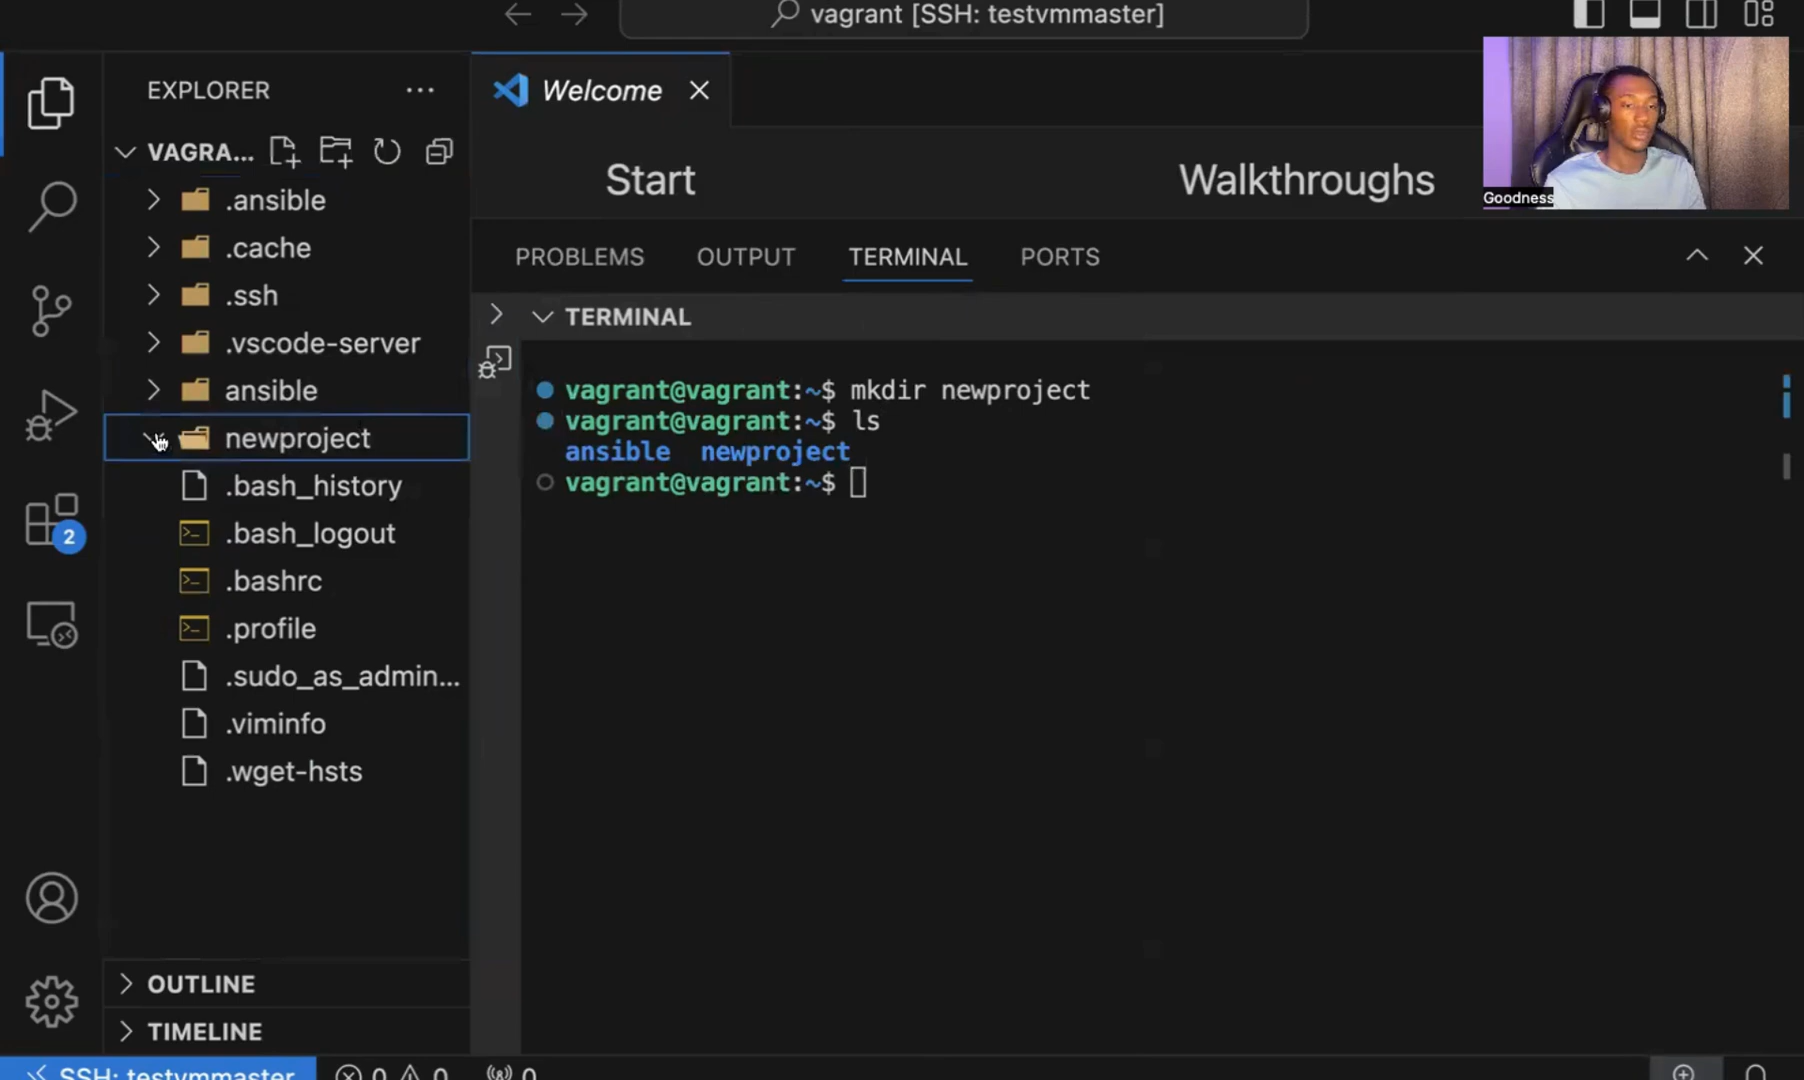 vagrant [SSH: testvmmaster]
EXPLORER
VAGRA...
.ansible
.cache
.ssh
.vscode-server
ansible
newproject
.bash_history
.bash_logout
.bashrc
.profile
.sudo_as_admin...
.viminfo
.wget-hsts
OUTLINE
TIMELINE
2
Welcome
Start
Walkthroughs
Goodness
PROBLEMS
OUTPUT
TERMINAL
PORTS
TERMINAL
vagrant@vagrant:~$ mkdir newproject
vagrant@vagrant:~$ ls
ansible newproject
vagrant@vagrant:~$
SSH: testvmmaster
0 0 0